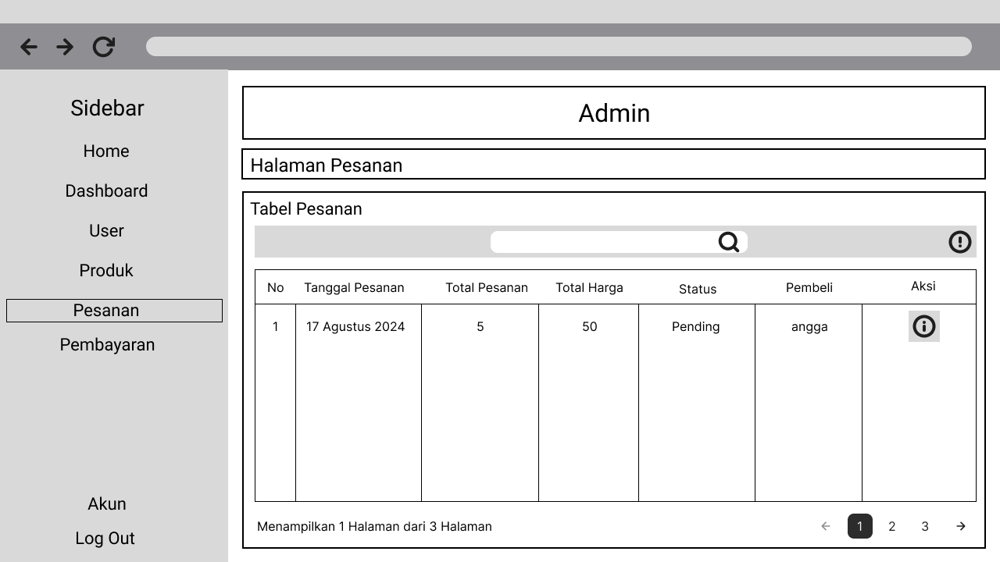 Sidebar
Home
Dashboard
User
Produk
Pesanan
Pembayaran
Akun
Log Out
Admin
Halaman Pesanan
Tabel Pesanan
No Tanggal Pesanan Total Pesanan Total Harga Status Pembeli Aksi
1 17 Agustus 2024 5 50 Pending angga
Menampilkan 1 Halaman dari 3 Halaman 1 2 3